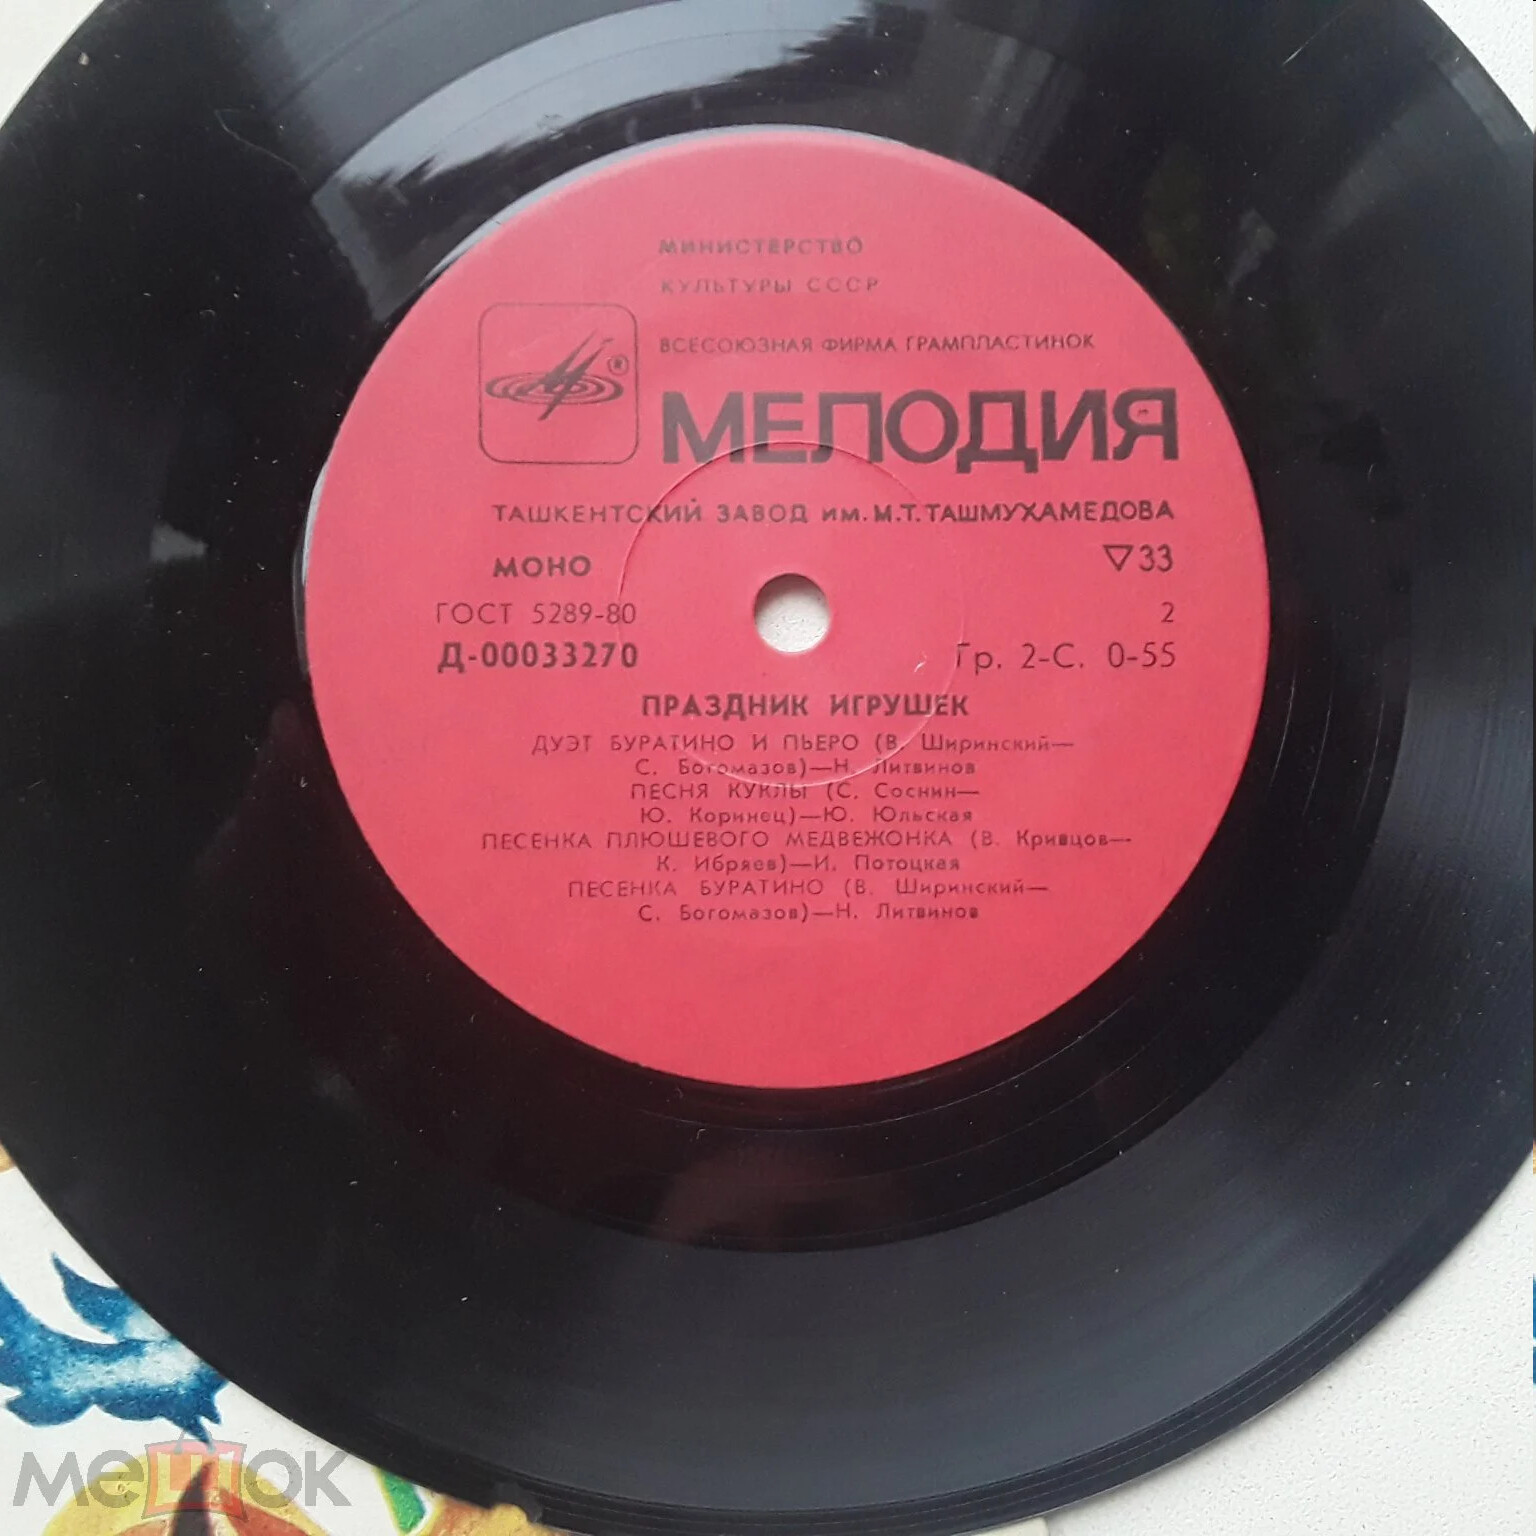 МИНИСТЕРСТВО
КУЛЬТУРЫ СССР
ВСЕСОЮЗНАЯ ФИРМА ГРАМПЛАСТИНОК
®
МЕЛОДИЯ
ТАШКЕНТСКИЙ ЗАВОД им. М. Т. ТАШМУХАМЕДОВА
МОНО ▽33
ГОСТ 5289-80 2
Д-00033270 Гр. 2-С. 0-55
ПРАЗДНИК ИГРУШЕК
ДУЭТ БУРАТИНО И ПЬЕРО (В. Ширинский—
С. Богомазов)—Н. Литвинов
ПЕСНЯ КУКЛЫ (С. Соснин—
Ю. Коринец)—Ю. Юльская
ПЕСЕНКА ПЛЮШЕВОГО МЕДВЕЖОНКА (В. Кривцов—
К. Ибряев)—И. Потоцкая
ПЕСЕНКА БУРАТИНО (В. Ширинский—
С. Богомазов)—Н. Литвинов
мешок